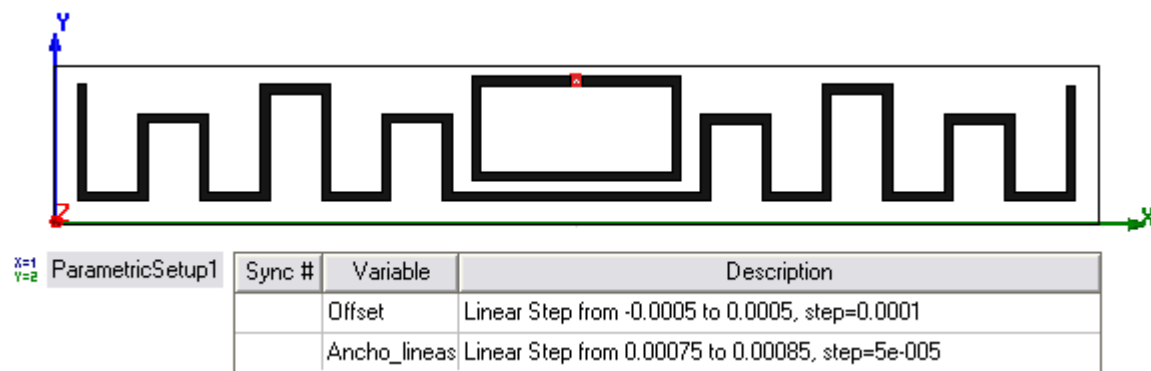 Y
Z
X
X=1
Y=2
ParametricSetup1
Sync # Variable Description
Offset Linear Step from -0.0005 to 0.0005, step=0.0001
Ancho_lineas Linear Step from 0.00075 to 0.00085, step=5e-005